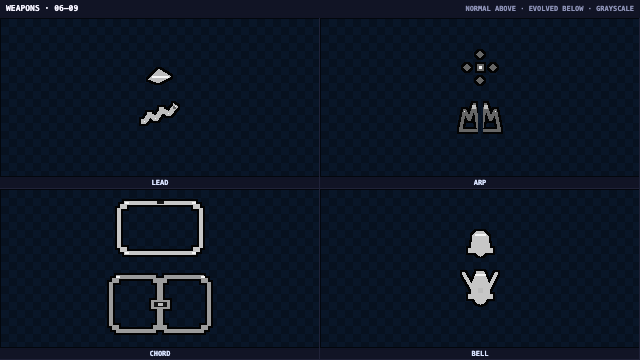 WEAPONS · 06–09
NORMAL ABOVE · EVOLVED BELOW · GRAYSCALE
LEAD
ARP
CHORD
BELL